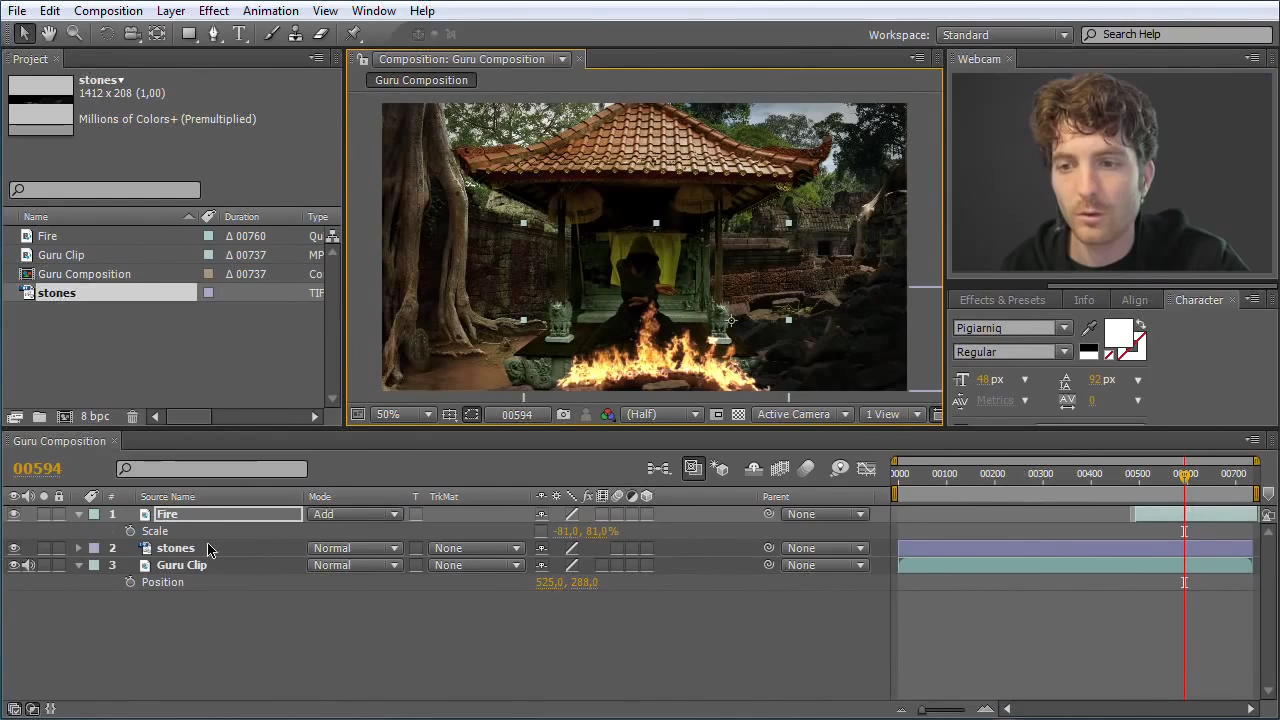 File Edit Composition Layer Effect Animation View Window Help
Workspace: Standard Search Help
Project
stones▾
1412 x 208 (1,00)
Millions of Colors+ (Premultiplied)
Name Duration Type
Fire Δ 00760 Qu
Guru Clip Δ 00737 MP
Guru Composition Δ 00737 Co
stones TIF
8 bpc
Composition: Guru Composition
Guru Composition
50% 00594 (Half) Active Camera 1 View
Webcam
Effects & Presets Info Align Character
Pigiarniq
Regular
48 px 92 px
Metrics 0
Guru Composition
00594
0000 00100 00200 00300 00400 00500 00600 00700
# Source Name Mode T TrkMat Parent
1 Fire Add None
Scale -81,0, 81,0%
2 stones Normal None None
3 Guru Clip Normal None None
Position 525,0, 288,0